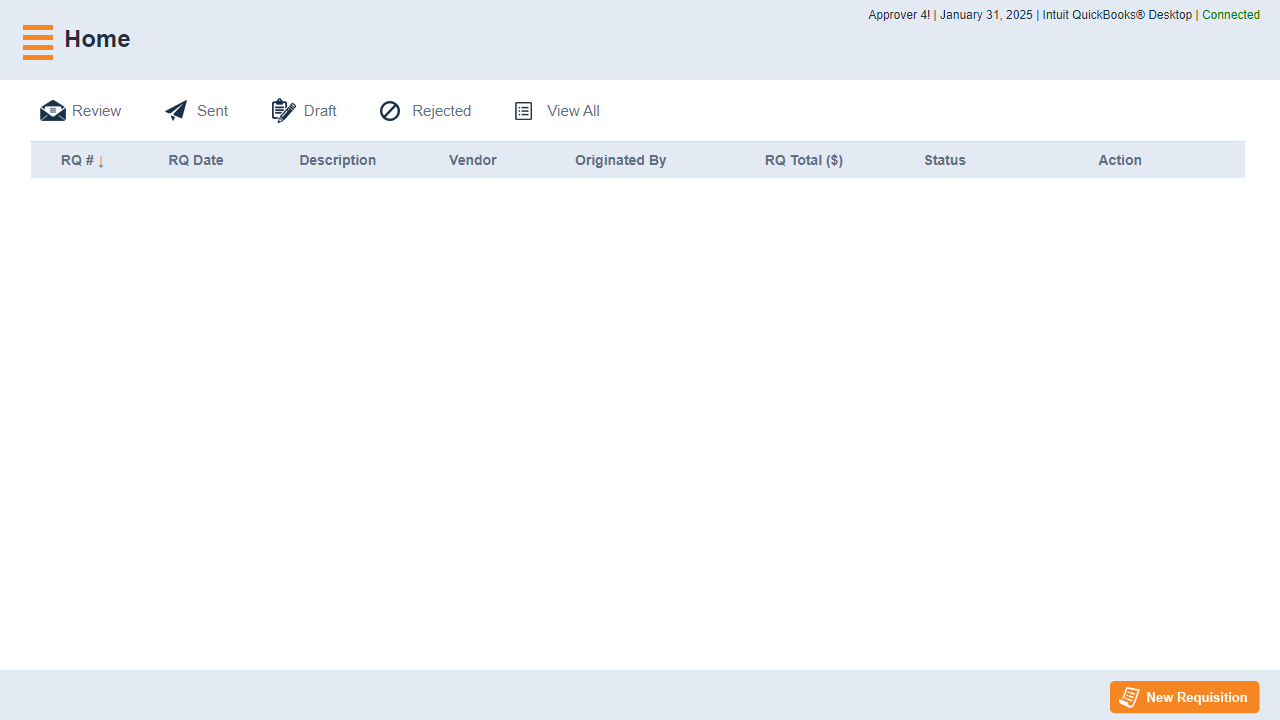 Approver 4! | January 31, 2025 | Intuit QuickBooks® Desktop | Connected
Home
Review Sent Draft Rejected View All
RQ # ↓ RQ Date Description Vendor Originated By RQ Total ($) Status Action
New Requisition